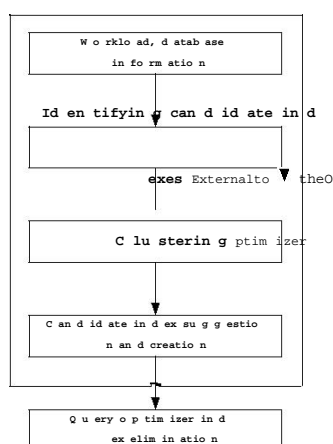 W o rklo ad, d atab ase
in fo rm atio n
Id en tifyin g can d id ate in d
exes Externalto theO
C lu sterin g ptim izer
C an d id ate in d ex su g g estio
n an d creatio n
Q u ery o p tim izer in d
ex elim in atio n